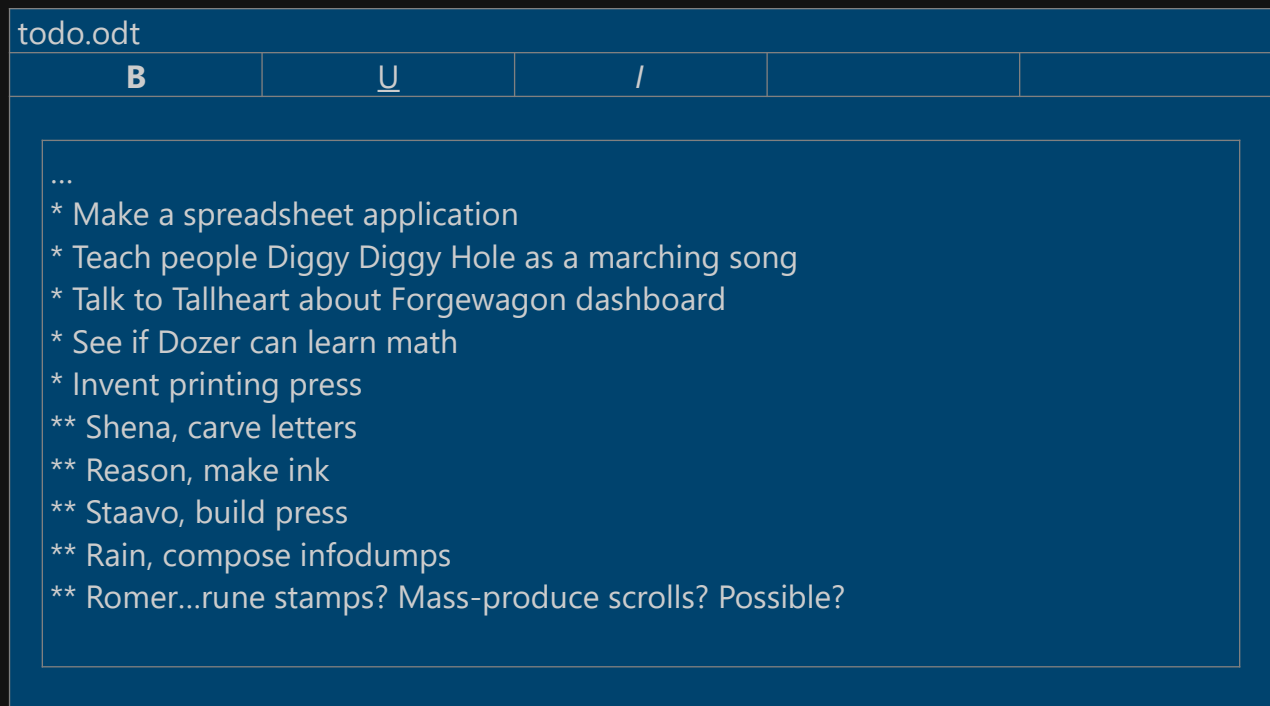 todo.odt
B U I
...
* Make a spreadsheet application
* Teach people Diggy Diggy Hole as a marching song
* Talk to Tallheart about Forgewagon dashboard
* See if Dozer can learn math
* Invent printing press
** Shena, carve letters
** Reason, make ink
** Staavo, build press
** Rain, compose infodumps
** Romer...rune stamps? Mass-produce scrolls? Possible?